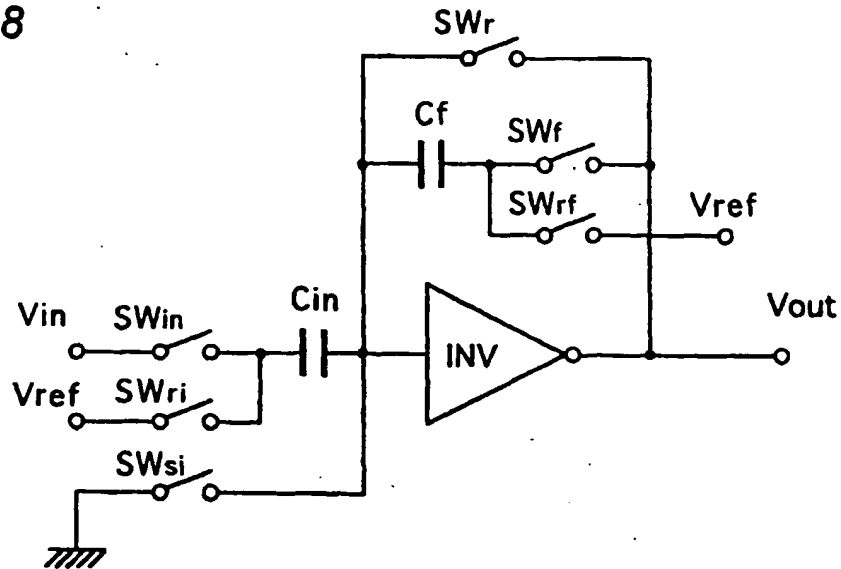 8
SWr
Cf
SWf
SWrf
Vref
Cin
Vin
SWin
Vout
INV
Vref
SWri
SWsi